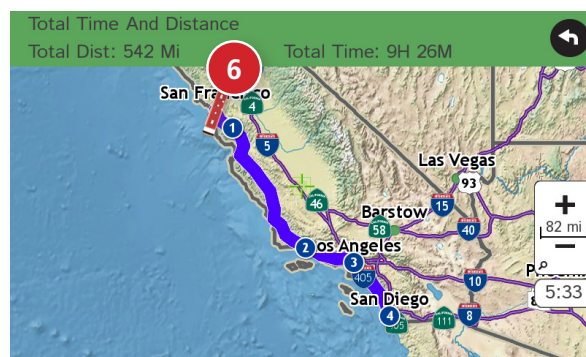 Total Time And Distance
Total Dist: 542 Mi
Total Time: 9H 26M
6
San Francisco
4
1
5
Las Vegas
93
46
15
Barstow
58
40
82 mi
2
os Angeles
3
405
10
5:33
San Diego
4
111
8